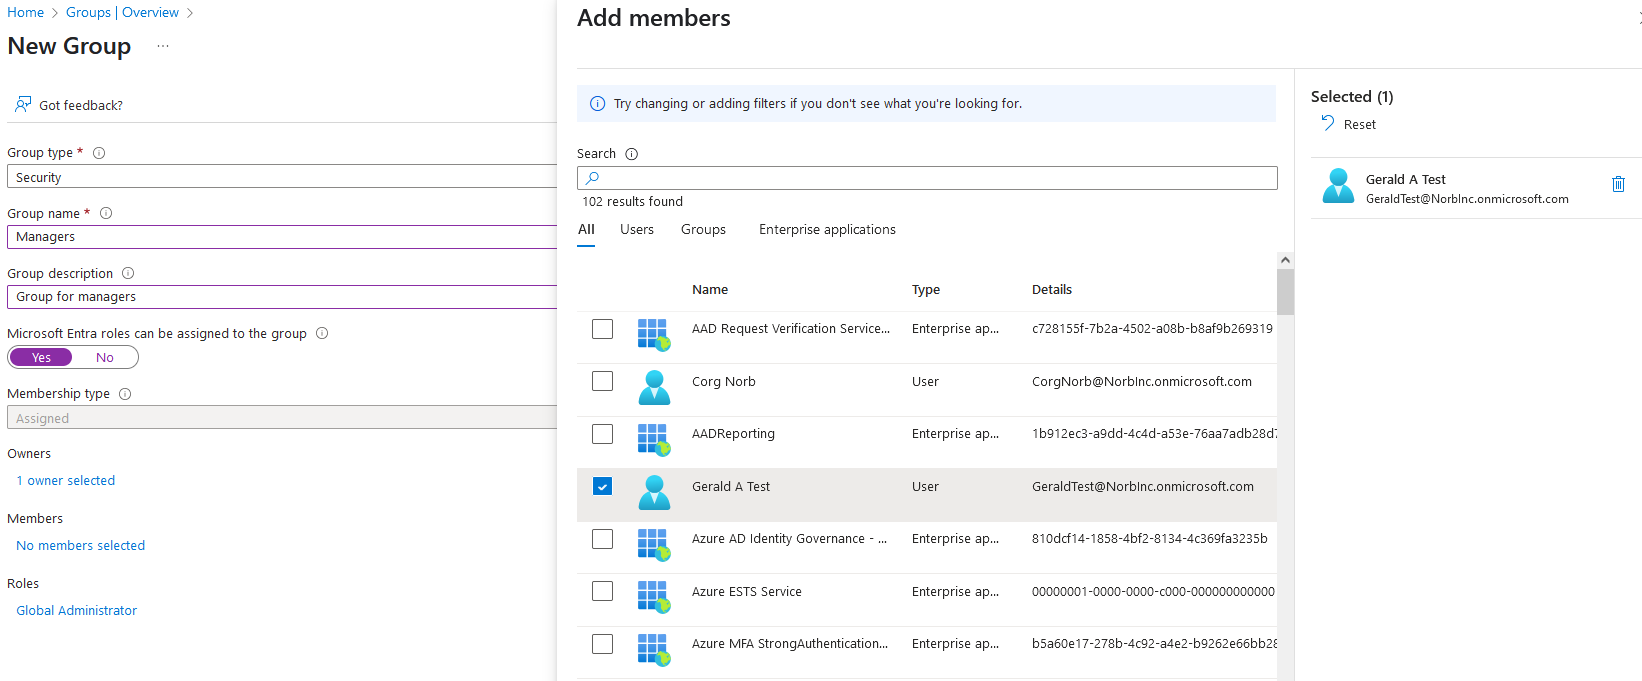 Home > Groups | Overview >
New Group ...
Got feedback?
Group type *
Security
Group name *
Managers
Group description
Group for managers
Microsoft Entra roles can be assigned to the group
Yes No
Membership type
Assigned
Owners
1 owner selected
Members
No members selected
Roles
Global Administrator
Add members
Try changing or adding filters if you don't see what you're looking for.
Search
102 results found
All Users Groups Enterprise applications
Name Type Details
AAD Request Verification Service... Enterprise ap... c728155f-7b2a-4502-a08b-b8af9b269319
Corg Norb User CorgNorb@NorbInc.onmicrosoft.com
AADReporting Enterprise ap... 1b912ec3-a9dd-4c4d-a53e-76aa7adb28d7
Gerald A Test User GeraldTest@NorbInc.onmicrosoft.com
Azure AD Identity Governance - ... Enterprise ap... 810dcf14-1858-4bf2-8134-4c369fa3235b
Azure ESTS Service Enterprise ap... 00000001-0000-0000-c000-000000000000
Azure MFA StrongAuthentication... Enterprise ap... b5a60e17-278b-4c92-a4e2-b9262e66bb28
Selected (1)
Reset
Gerald A Test
GeraldTest@NorbInc.onmicrosoft.com